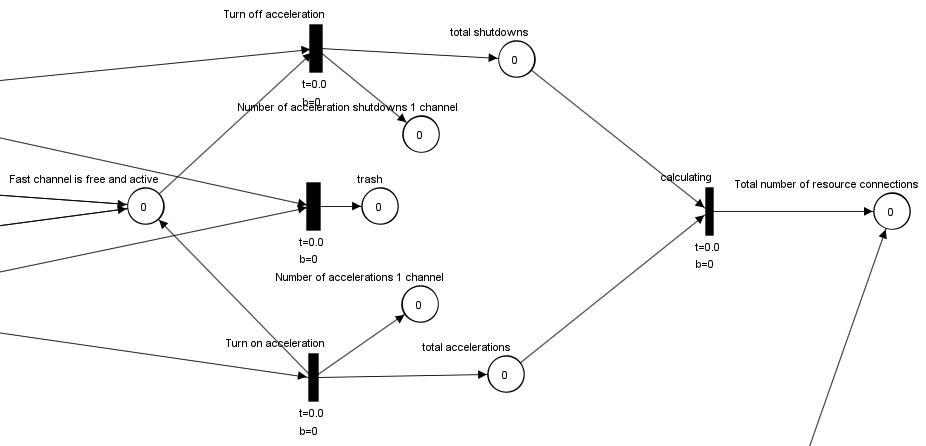 Turn off acceleration
total shutdowns
0
t=0.0
b=0
Number of acceleration shutdowns 1 channel
0
Fast channel is free and active
0
trash
0
t=0.0
b=0
calculating
Total number of resource connections
0
t=0.0
b=0
Number of accelerations 1 channel
0
Turn on acceleration
total accelerations
0
t=0.0
b=0